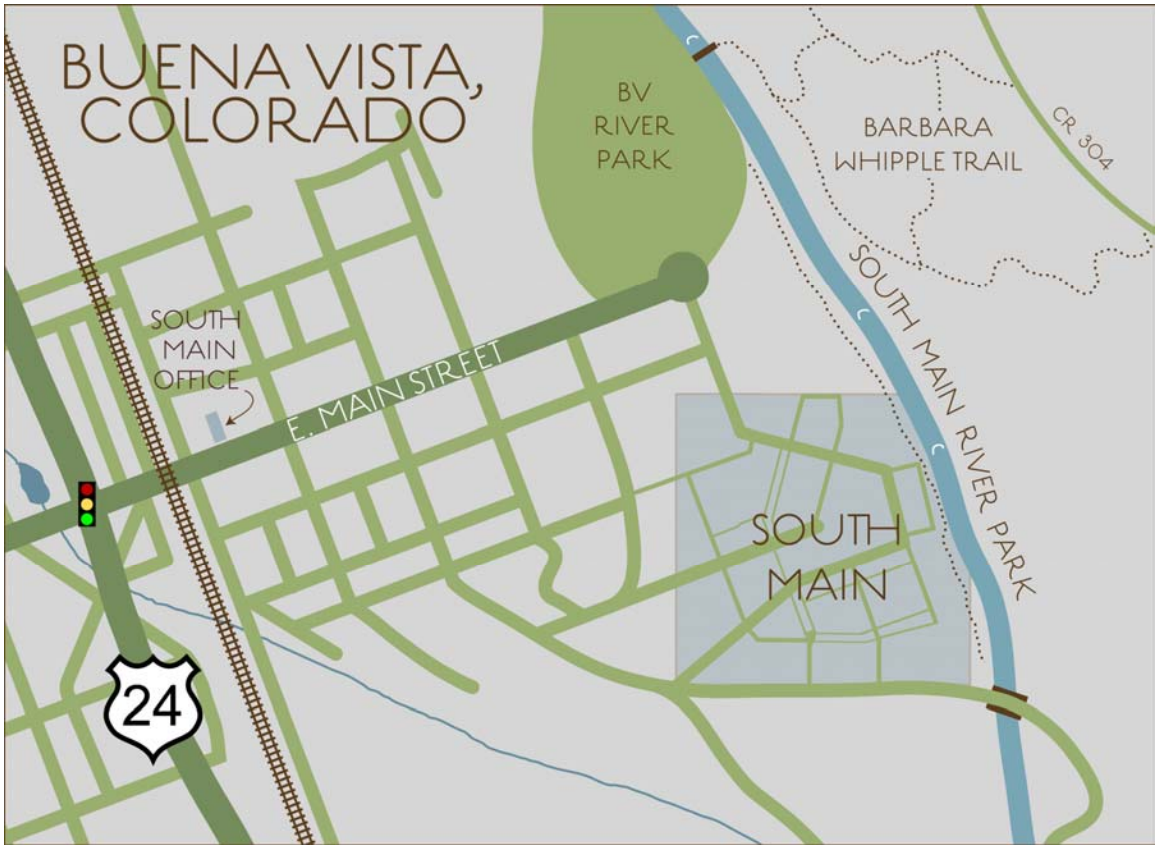 BUENA VISTA,
COLORADO
BV
RIVER
PARK
BARBARA
WHIPPLE TRAIL
CR 304
SOUTH
MAIN
OFFICE
E. MAIN STREET
SOUTH MAIN RIVER PARK
SOUTH
MAIN
24